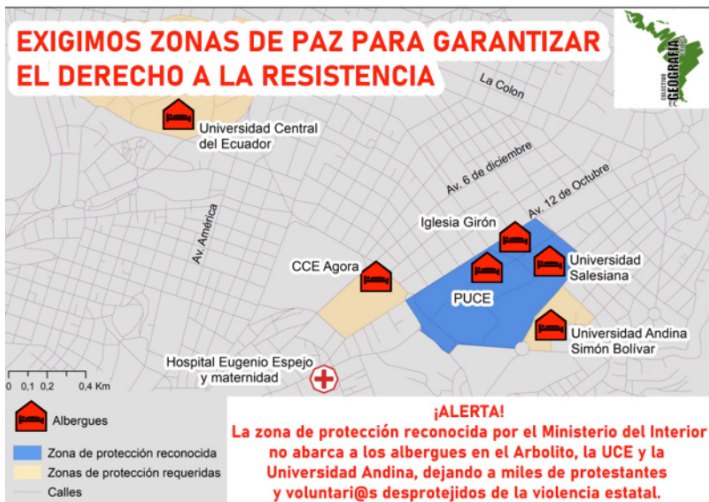 EXIGIMOS ZONAS DE PAZ PARA GARANTIZAR
EL DERECHO A LA RESISTENCIA
COLECTIVO
GEOGRAFÍA
CRÍTICA
EC
La Colon
Universidad Central
del Ecuador
Av. 6 de diciembre
Av. 12 de Octubre
Av. América
Iglesia Girón
CCE Agora
Universidad
Salesiana
PUCE
Universidad Andina
Simón Bolívar
Hospital Eugenio Espejo
y maternidad
0 0,1 0,2 0,4 Km
Albergues
Zona de protección reconocida
Zonas de protección requeridas
Calles
¡ALERTA!
La zona de protección reconocida por el Ministerio del Interior
no abarca a los albergues en el Arbolito, la UCE y la
Universidad Andina, dejando a miles de protestantes
y voluntari@s desprotejidos de la violencia estatal.